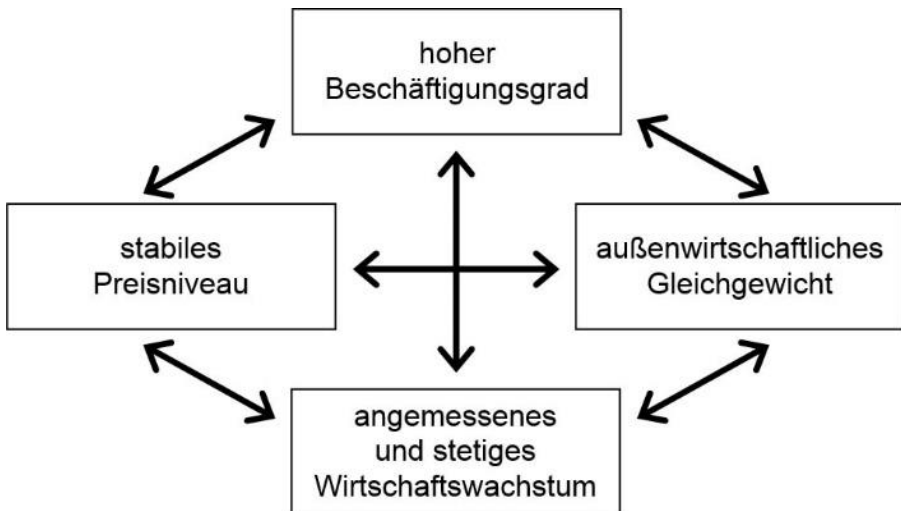 hoher
Beschäftigungsgrad
stabiles
Preisniveau
außenwirtschaftliches
Gleichgewicht
angemessenes
und stetiges
Wirtschaftswachstum